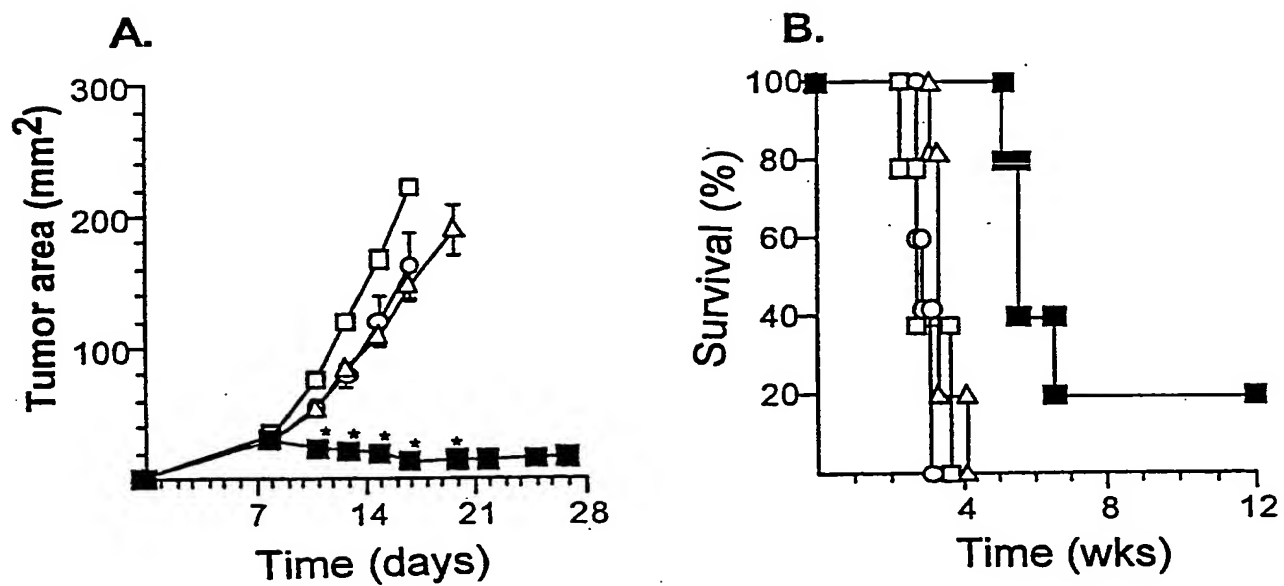 A.
B.
300
200
100
Tumor area (mm²)
* * * * *
7 14 21 28
Time (days)
100
80
60
40
20
Survival (%)
4 8 12
Time (wks)